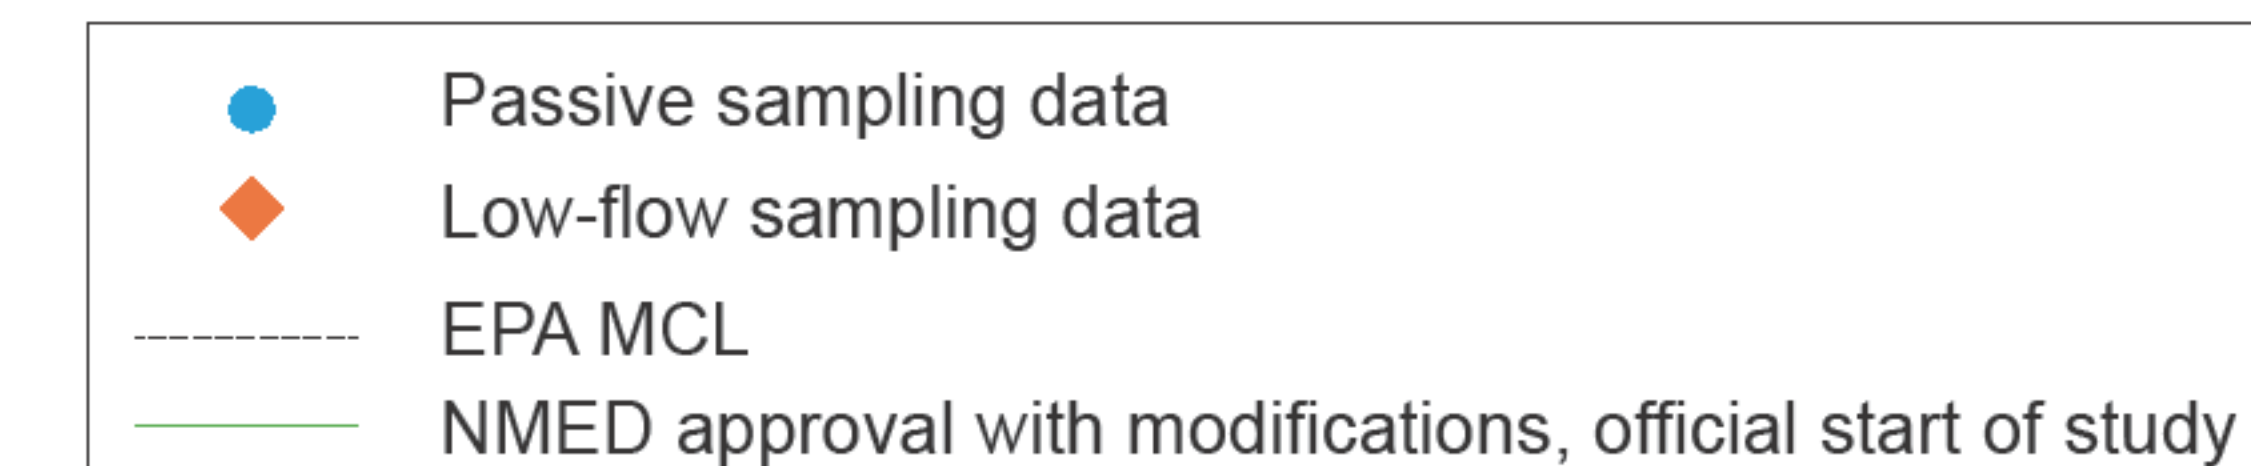 Passive sampling data
Low-flow sampling data
EPA MCL
NMED approval with modifications, official start of study